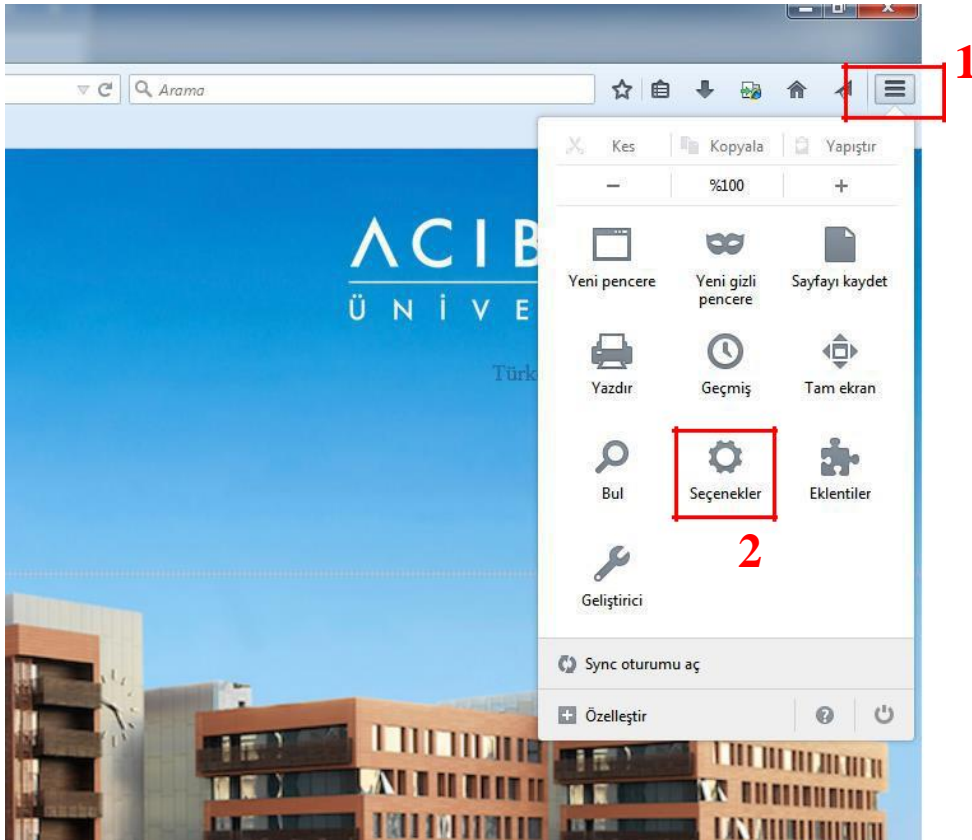 1
Arama
Kes Kopyala Yapıştır
− %100 +
Yeni pencere Yeni gizli pencere Sayfayı kaydet
ACIB
ÜNİVE
Türk
Yazdır Geçmiş Tam ekran
Bul Seçenekler Eklentiler
2
Geliştirici
Sync oturumu aç
Özelleştir